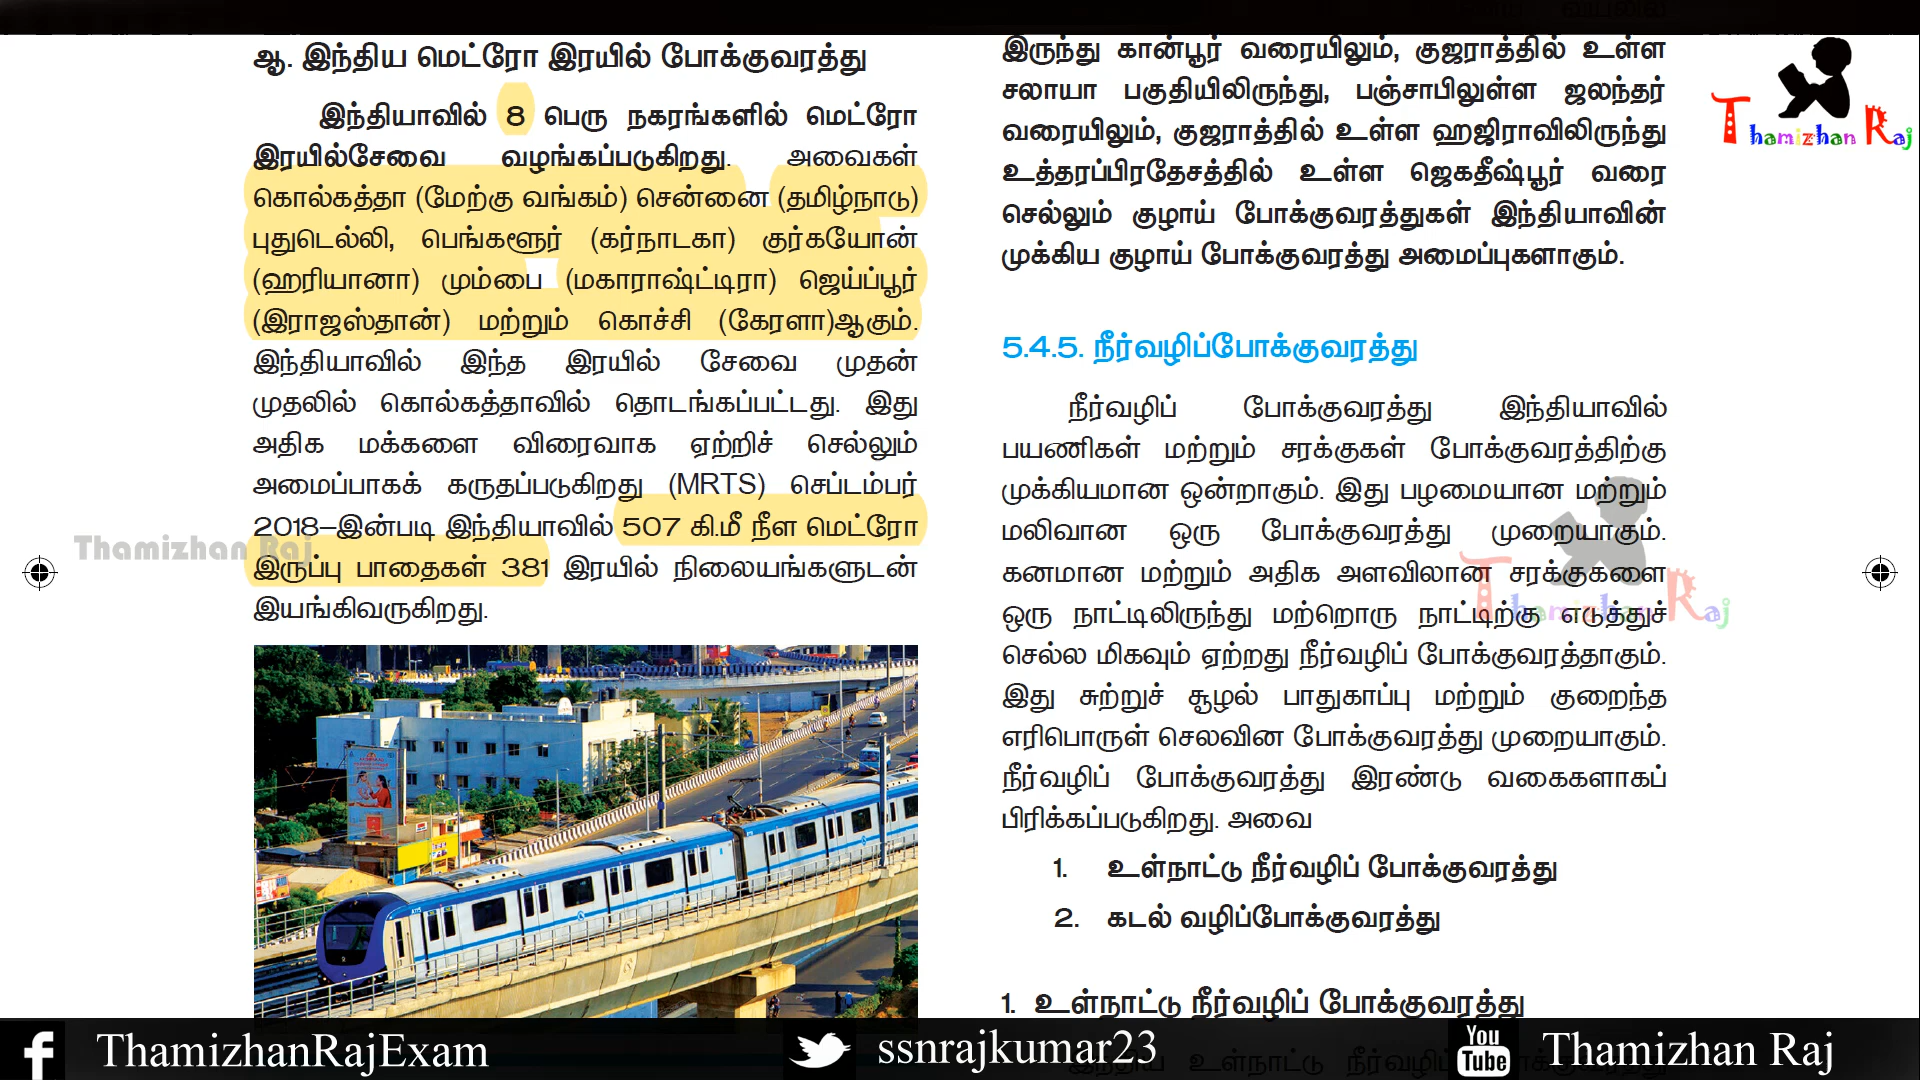 ஆ. இந்திய மெட்ரோ இரயில் போக்குவரத்து
இந்தியாவில் 8 பெரு நகரங்களில் மெட்ரோ
இரயில்சேவை வழங்கப்படுகிறது. அவைகள்
கொல்கத்தா (மேற்கு வங்கம்) சென்னை (தமிழ்நாடு)
புதுடெல்லி, பெங்களூர் (கர்நாடகா) குர்கயோன்
(ஹரியானா) மும்பை (மகாராஷ்ட்டிரா) ஜெய்ப்பூர்
(இராஜஸ்தான்) மற்றும் கொச்சி (கேரளா)ஆகும்.
இந்தியாவில் இந்த இரயில் சேவை முதன்
முதலில் கொல்கத்தாவில் தொடங்கப்பட்டது. இது
அதிக மக்களை விரைவாக ஏற்றிச் செல்லும்
அமைப்பாகக் கருதப்படுகிறது (MRTS) செப்டம்பர்
2018–இன்படி இந்தியாவில் 507 கி.மீ நீள மெட்ரோ
இருப்பு பாதைகள் 381 இரயில் நிலையங்களுடன்
இயங்கிவருகிறது.
Thamizhan Raj
இருந்து கான்பூர் வரையிலும், குஜராத்தில் உள்ள
சலாயா பகுதியிலிருந்து, பஞ்சாபிலுள்ள ஜலந்தர்
வரையிலும், குஜராத்தில் உள்ள ஹஜிராவிலிருந்து
உத்தரப்பிரதேசத்தில் உள்ள ஜெகதீஷ்பூர் வரை
செல்லும் குழாய் போக்குவரத்துகள் இந்தியாவின்
முக்கிய குழாய் போக்குவரத்து அமைப்புகளாகும்.
5.4.5. நீர்வழிப்போக்குவரத்து
நீர்வழிப் போக்குவரத்து இந்தியாவில்
பயணிகள் மற்றும் சரக்குகள் போக்குவரத்திற்கு
முக்கியமான ஒன்றாகும். இது பழமையான மற்றும்
மலிவான ஒரு போக்குவரத்து முறையாகும்.
கனமான மற்றும் அதிக அளவிலான சரக்குகளை
ஒரு நாட்டிலிருந்து மற்றொரு நாட்டிற்கு எடுத்துச்
செல்ல மிகவும் ஏற்றது நீர்வழிப் போக்குவரத்தாகும்.
இது சுற்றுச் சூழல் பாதுகாப்பு மற்றும் குறைந்த
எரிபொருள் செலவின போக்குவரத்து முறையாகும்.
நீர்வழிப் போக்குவரத்து இரண்டு வகைகளாகப்
பிரிக்கப்படுகிறது. அவை
1. உள்நாட்டு நீர்வழிப் போக்குவரத்து
2. கடல் வழிப்போக்குவரத்து
1. உள்நாட்டு நீர்வழிப் போக்குவரத்து
இந்திய உள்நாட்டு
Thamizhan Raj
Thamizhan Raj
ThamizhanRajExam
ssnrajkumar23
You Tube
Thamizhan Raj